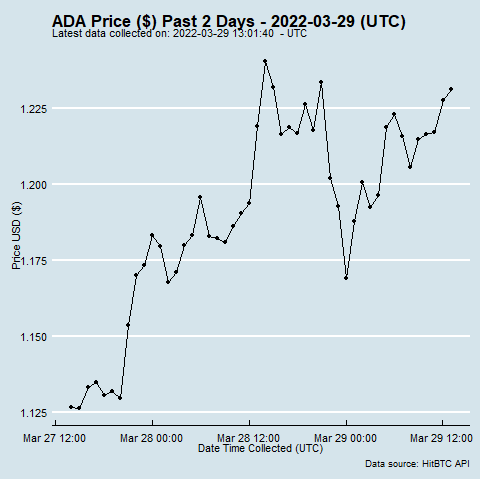 ADA Price ($) Past 2 Days - 2022-03-29 (UTC)
Latest data collected on: 2022-03-29 13:01:40  - UTC
Price USD ($)
1.225
1.200
1.175
1.150
1.125
Mar 27 12:00 Mar 28 00:00 Mar 28 12:00 Mar 29 00:00 Mar 29 12:00
Date Time Collected (UTC)
Data source: HitBTC API